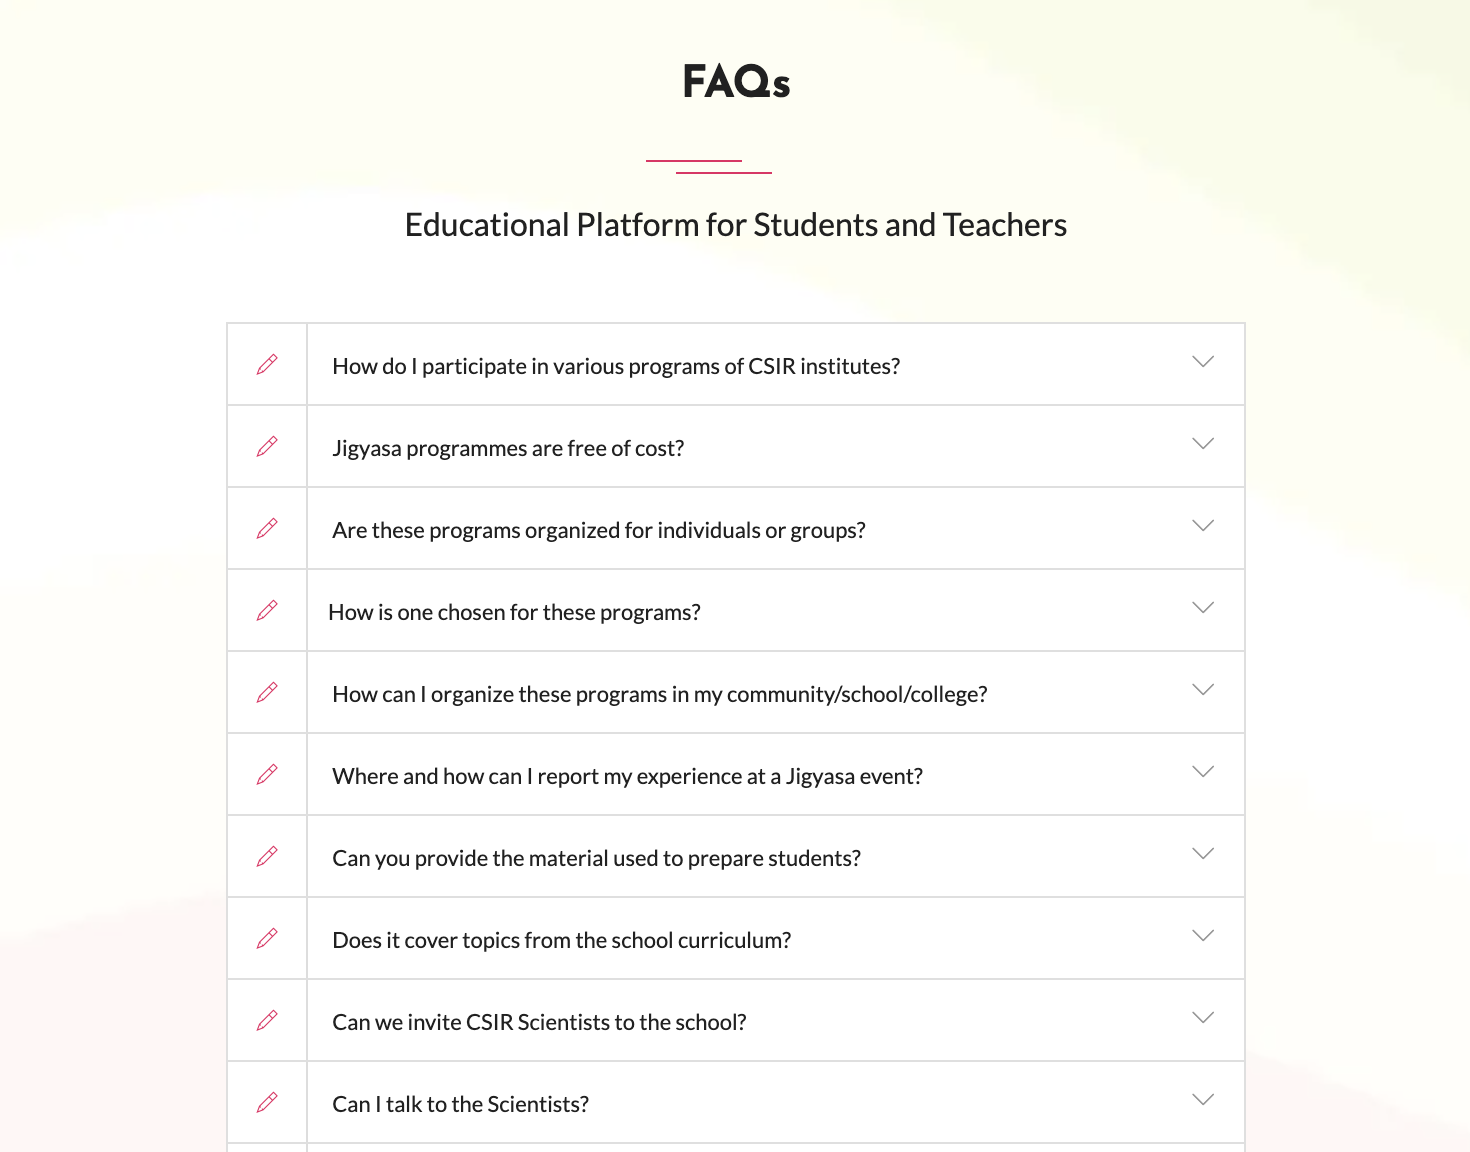 FAQs
Educational Platform for Students and Teachers
How do I participate in various programs of CSIR institutes?
Jigyasa programmes are free of cost?
Are these programs organized for individuals or groups?
How is one chosen for these programs?
How can I organize these programs in my community/school/college?
Where and how can I report my experience at a Jigyasa event?
Can you provide the material used to prepare students?
Does it cover topics from the school curriculum?
Can we invite CSIR Scientists to the school?
Can I talk to the Scientists?